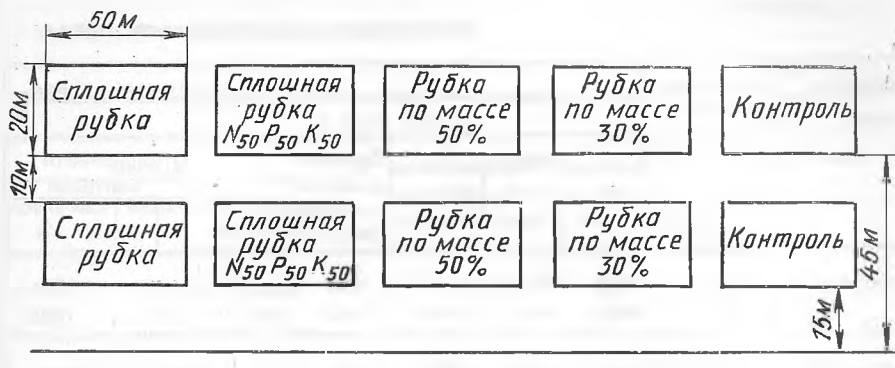 50м
20м
Сплошная
рубка
Сплошная
рубка
N₅₀P₅₀K₅₀
Рубка
по массе
50%
Рубка
по массе
30%
Контроль
10м
Сплошная
рубка
Сплошная
рубка
N₅₀P₅₀K₅₀
Рубка
по массе
50%
Рубка
по массе
30%
Контроль
15м
45м